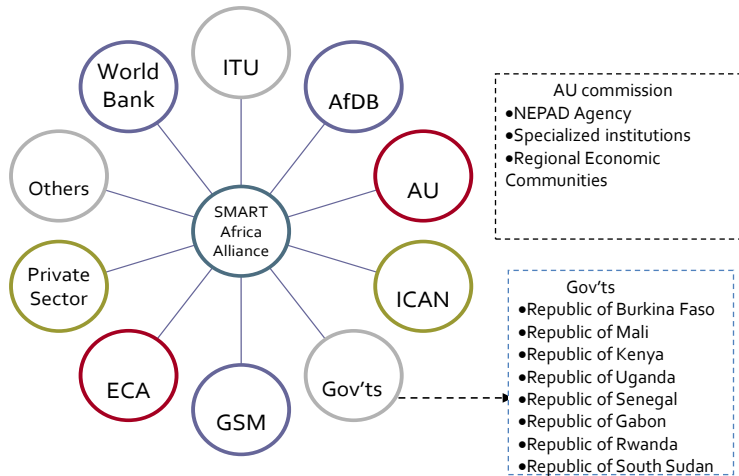 ITU
World
Bank
AfDB
Others
AU
SMART
Africa
Alliance
Private
Sector
ICAN
ECA
GSM
Gov'ts
AU commission
•NEPAD Agency
•Specialized institutions
•Regional Economic
Communities
Gov'ts
•Republic of Burkina Faso
•Republic of Mali
•Republic of Kenya
•Republic of Uganda
•Republic of Senegal
•Republic of Gabon
•Republic of Rwanda
•Republic of South Sudan